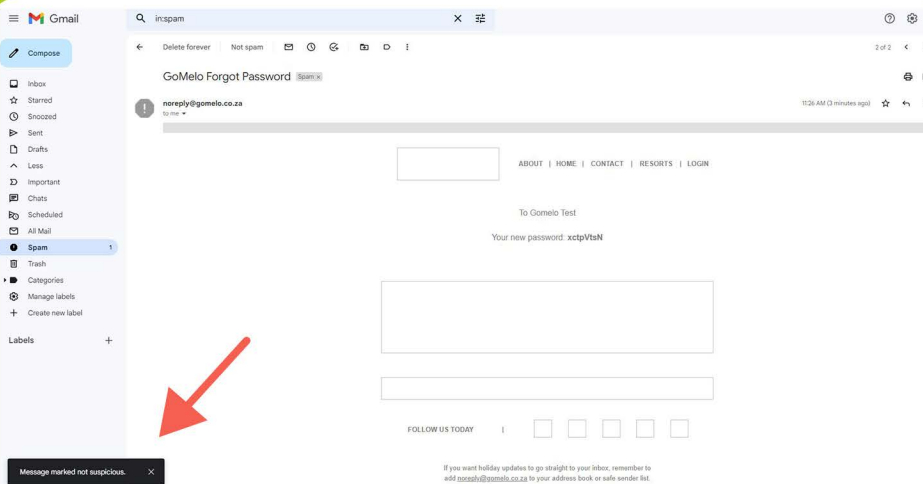 Gmail
in:spam
Compose
Delete forever
Not spam
2 of 2
Inbox
Starred
Snoozed
Sent
Drafts
Less
Important
Chats
Scheduled
All Mail
Spam 1
Trash
Categories
Manage labels
Create new label
Labels
GoMelo Forgot Password Spam x
noreply@gomelo.co.za
11:26 AM (3 minutes ago)
to me
ABOUT | HOME | CONTACT | RESORTS | LOGIN
To Gomelo Test
Your new password: xctpVtsN
FOLLOW US TODAY |
If you want holiday updates to go straight to your inbox, remember to
add noreply@gomelo.co.za to your address book or safe sender list
Message marked not suspicious.